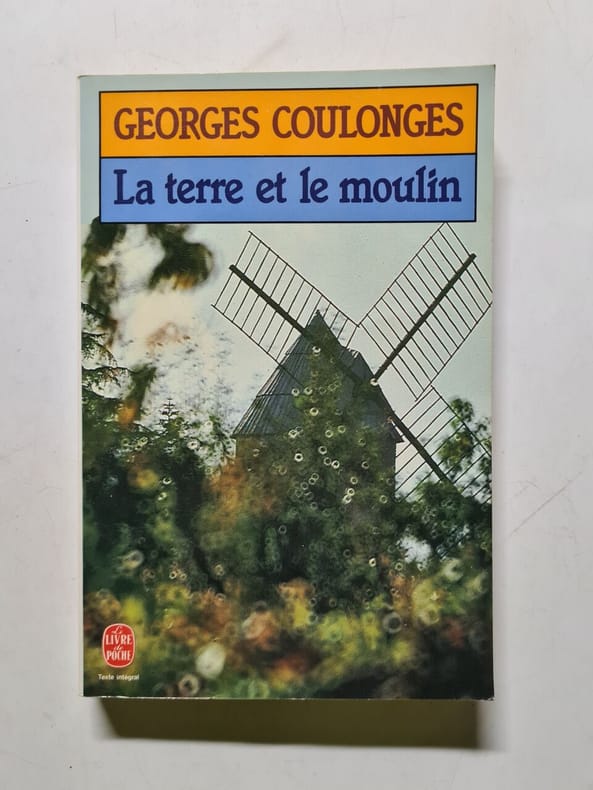 GEORGES COULONGES
La terre et le moulin
Le
LIVRE
de
POCHE
Texte intégral